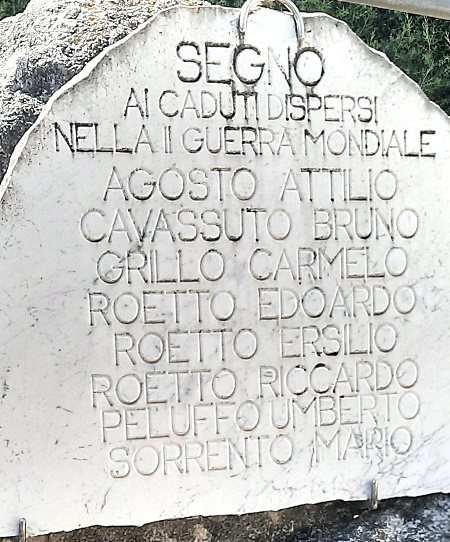 SEGNO
AI CADUTI DISPERSI
NELLA II GUERRA MONDIALE
AGOSTO ATTILIO
CAVASSUTO BRUNO
GRILLO CARMELO
ROETTO EDOARDO
ROETTO ERSILIO
ROETTO RICCARDO
PELUFFO UMBERTO
SORRENTO MARIO